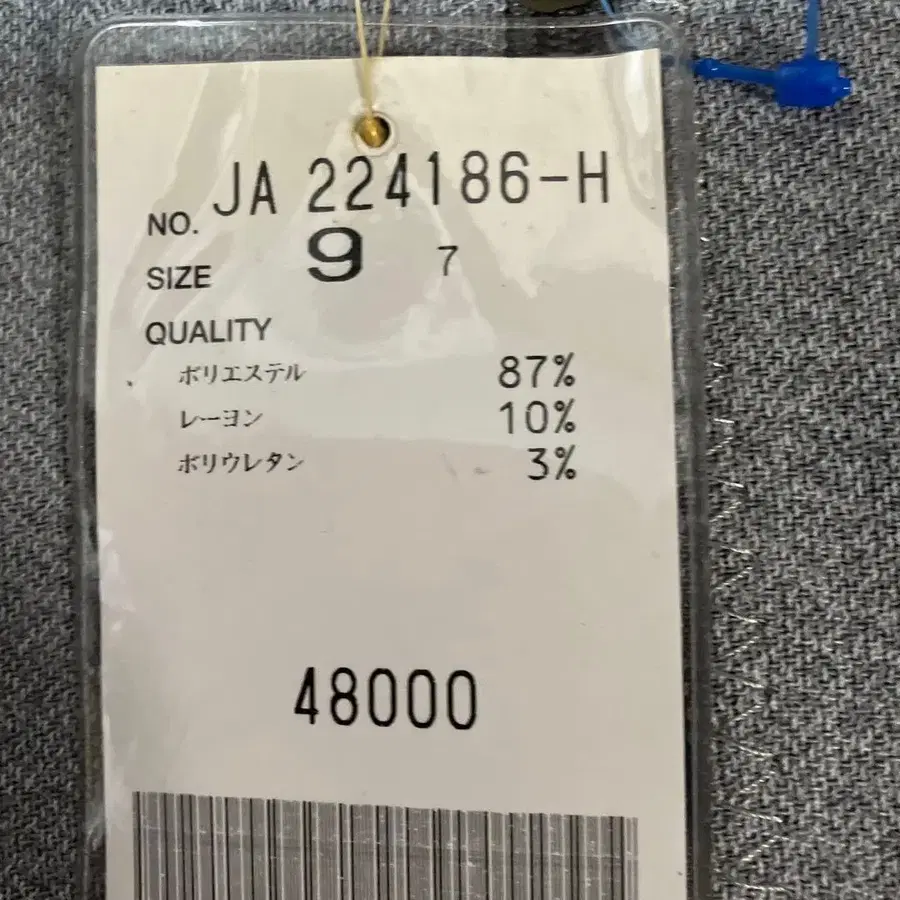 NO. JA 224186-H
SIZE 9 7
QUALITY
ポリエステル 87%
レーヨン 10%
ポリウレタン 3%
48000